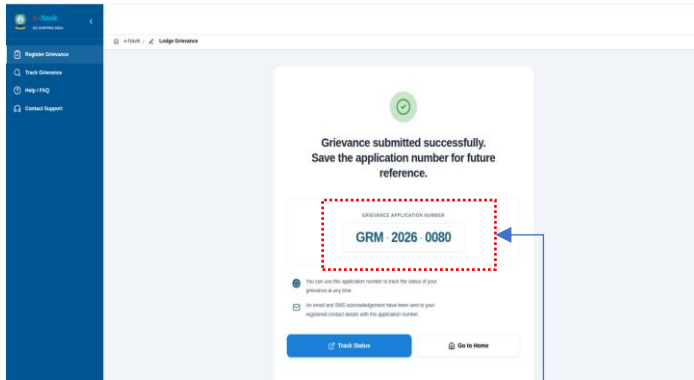 e-Navik
DG SHIPPING INDIA
Register Grievance
Track Grievance
Help / FAQ
Contact Support
e-Navik / Lodge Grievance
Grievance submitted successfully.
Save the application number for future
reference.
GRIEVANCE APPLICATION NUMBER
GRM - 2026 - 0080
You can use this application number to track the status of your
grievance at any time.
An email and SMS acknowledgement have been sent to your
registered contact details with the application number.
Track Status
Go to Home